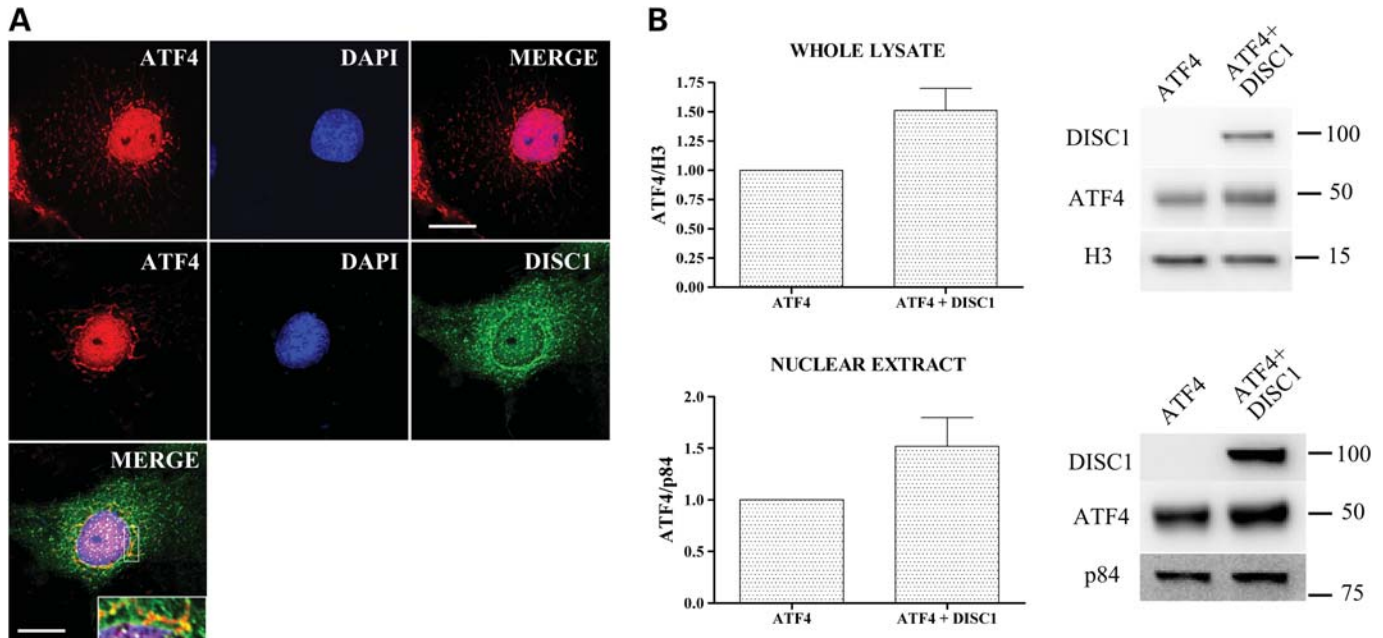 A
ATF4
DAPI
MERGE
ATF4
DAPI
DISC1
MERGE
B
WHOLE LYSATE
ATF4/H3
1.75
1.50
1.25
1.00
0.75
0.50
0.25
0.00
ATF4
ATF4 + DISC1
ATF4
ATF4+
DISC1
DISC1
100
ATF4
50
H3
15
NUCLEAR EXTRACT
ATF4/p84
2.0
1.5
1.0
0.5
0.0
ATF4
ATF4 + DISC1
ATF4
ATF4+
DISC1
DISC1
100
ATF4
50
p84
75